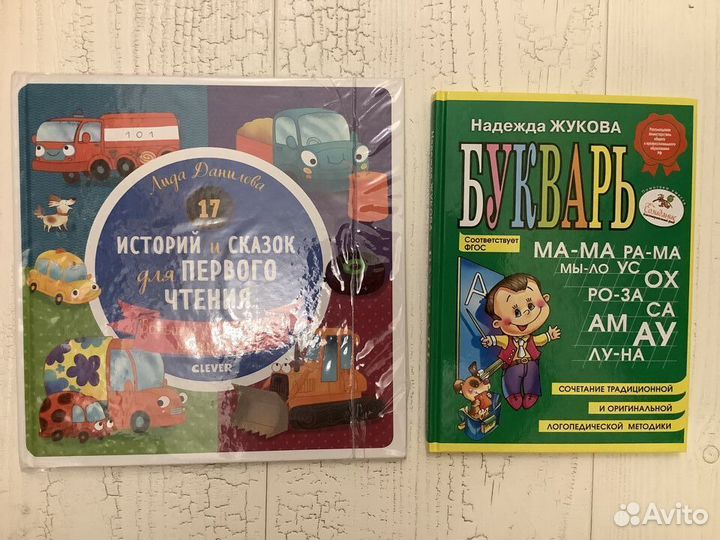 101
Лида Данилова
17
ИСТОРИЙ и СКАЗОК
для ПЕРВОГО
ЧТЕНИЯ
CLEVER
Надежда ЖУКОВА
Рекомендовано
БУКВАРЬ
Соответствует
ФГОС
МА-МА РА-МА
МЫ-ЛО УС
ОХ
РО-ЗА
СА
АМ АУ
ЛУ-НА
А
СОЧЕТАНИЕ ТРАДИЦИОННОЙ
И ОРИГИНАЛЬНОЙ
ЛОГОПЕДИЧЕСКОЙ МЕТОДИКИ
Avito